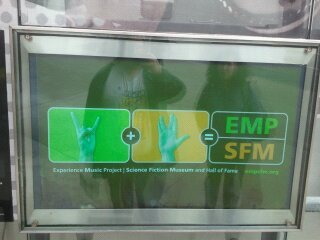 + = EMP
SFM
Experience Music Project | Science Fiction Museum and Hall of Fame empsfm.org